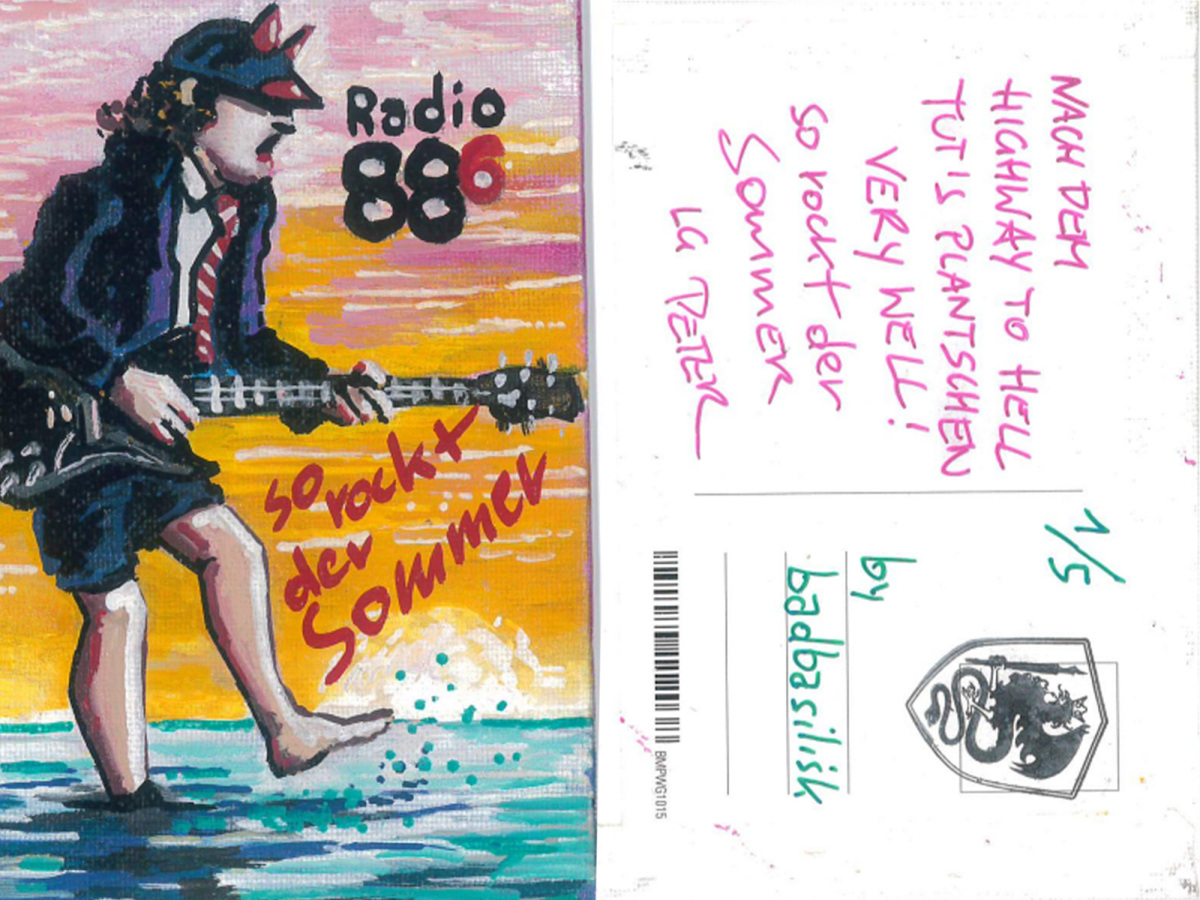 Radio
886
so
rockt
der
Sommer
NACH DEM
HIGHWAY TO HELL
TUT'S PLANTSCHEN
VERY WELL!
so rockt der
SOMMER
LG PETER
1/5
by
badbasilisk
BMPWG1015